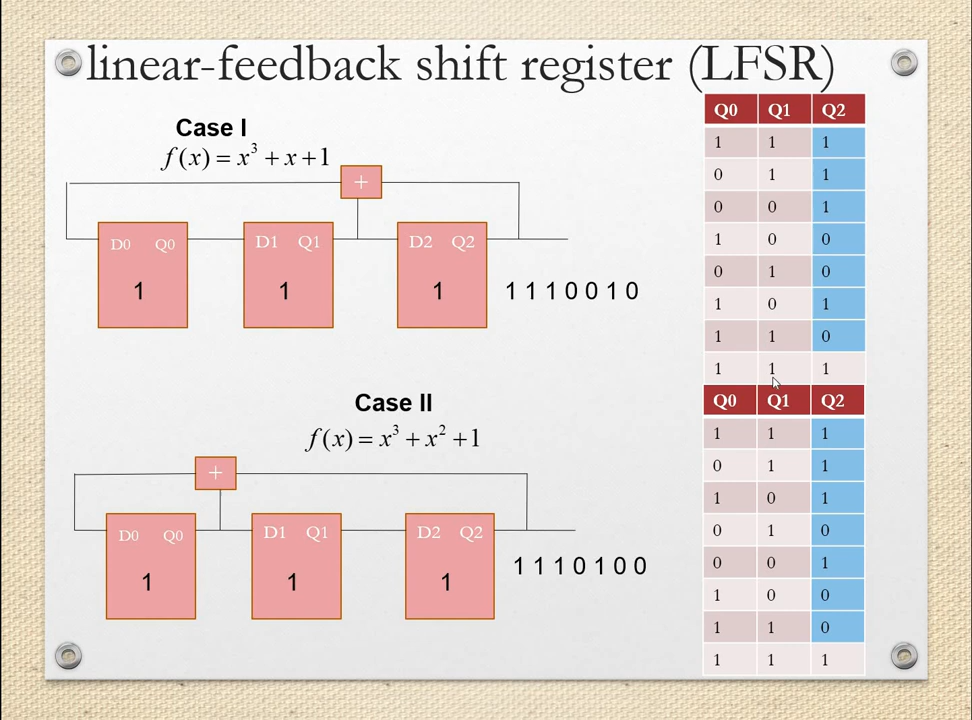 linear-feedback shift register (LFSR)
Case I
f(x) = x³ + x + 1
+
D0 Q0 D1 Q1 D2 Q2
1 1 1
1 1 1 0 0 1 0
Case II
f(x) = x³ + x² + 1
+
D0 Q0 D1 Q1 D2 Q2
1 1 1
1 1 1 0 1 0 0
Q0 Q1 Q2
1 1 1
0 1 1
0 0 1
1 0 0
0 1 0
1 0 1
1 1 0
1 1 1
Q0 Q1 Q2
1 1 1
0 1 1
1 0 1
0 1 0
0 0 1
1 0 0
1 1 0
1 1 1